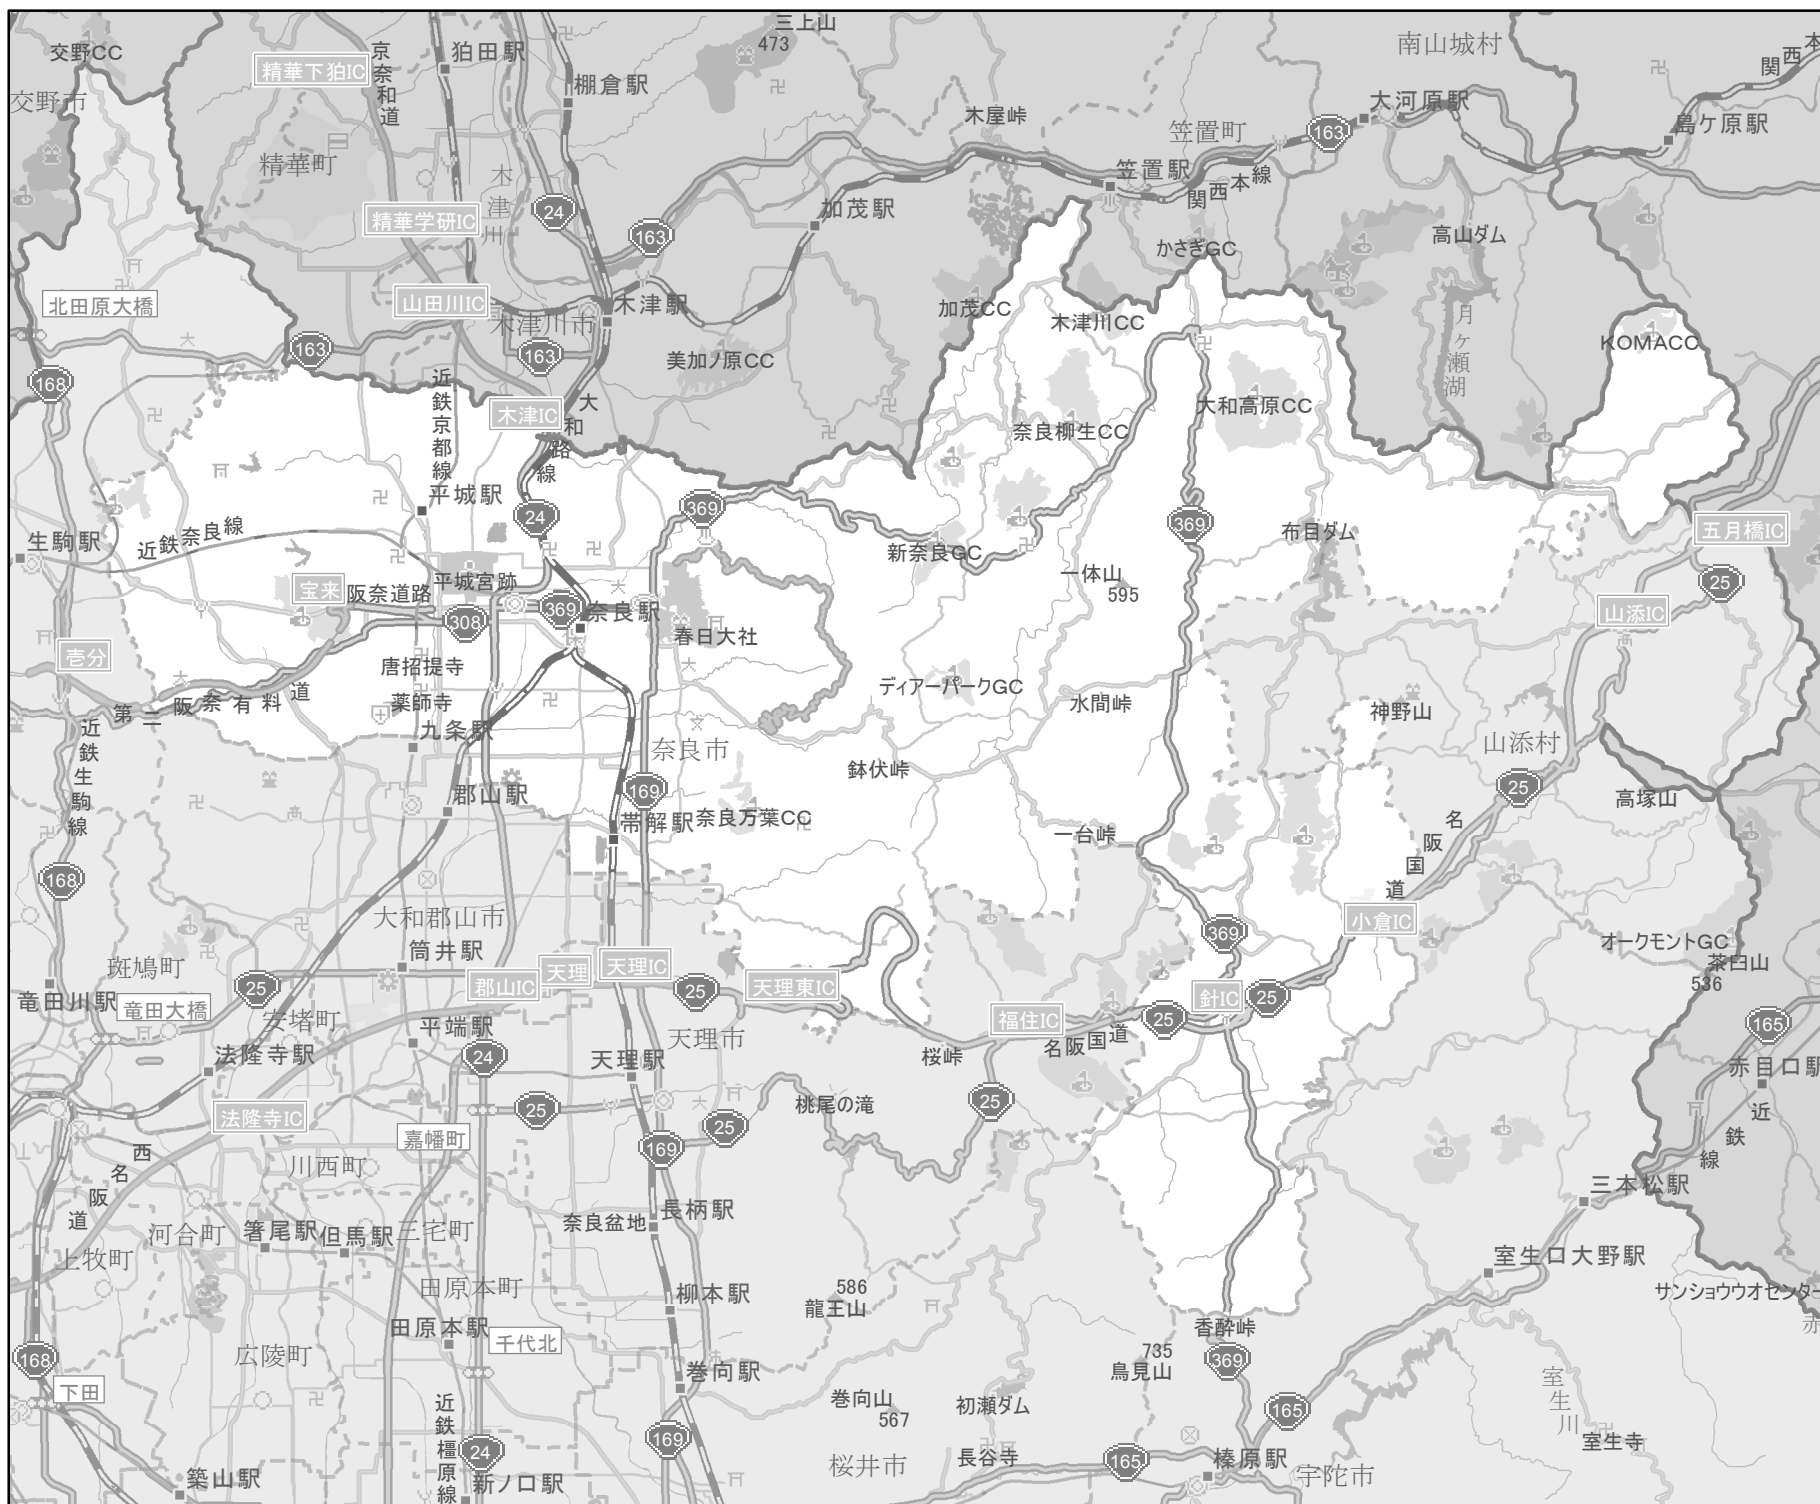 三上山
473
交野CC
京奈和道
精華下狛IC
狛田駅
棚倉駅
南山城村
関西本
交野市
木屋峠
大河原駅
笠置町
163
島ケ原駅
精華町
木津川
笠置駅
関西本線
精華学研IC
24
163
加茂駅
かさぎGC
高山ダム
北田原大橋
山田川IC
木津川市
木津駅
加茂CC
木津川CC
月ヶ瀬湖
KOMACC
163
163
168
美加ノ原CC
近鉄京都線
木津IC
大和路線
大和高原CC
奈良柳生CC
平城駅
24
369
369
五月橋IC
生駒駅
近鉄奈良線
新奈良GC
布目ダム
一体山
595
25
宝来
阪奈道路
平城宮跡
308
369
奈良駅
春日大社
山添IC
壱分
唐招提寺
薬師寺
ディアーパークGC
水間峠
神野山
第二阪奈有料道
近鉄生駒線
九条駅
奈良市
山添村
鉢伏峠
25
高塚山
郡山駅
169
帯解駅
奈良万葉CC
一台峠
名阪国道
168
大和郡山市
小倉IC
369
オークモントGC
茶臼山
536
筒井駅
斑鳩町
25
竜田川駅
竜田大橋
郡山IC
天理
天理IC
25
天理東IC
針IC
25
25
福住IC
名阪国道
165
安堵町
平端駅
天理市
桜峠
法隆寺駅
24
天理駅
赤目口駅
法隆寺IC
25
桃尾の滝
25
25
嘉幡町
169
西名阪道
川西町
近鉄線
三本松駅
河合町
箸尾駅
但馬駅
三宅町
奈良盆地
長柄駅
上牧町
田原本町
柳本駅
586
龍王山
室生口大野駅
サンショウウオセンター
赤
田原本駅
千代北
香酔峠
168
広陵町
735
鳥見山
369
巻向駅
下田
巻向山
567
初瀬ダム
165
室生川
近鉄橿原線
24
169
室生寺
築山駅
新ノ口駅
桜井市
長谷寺
165
榛原駅
宇陀市